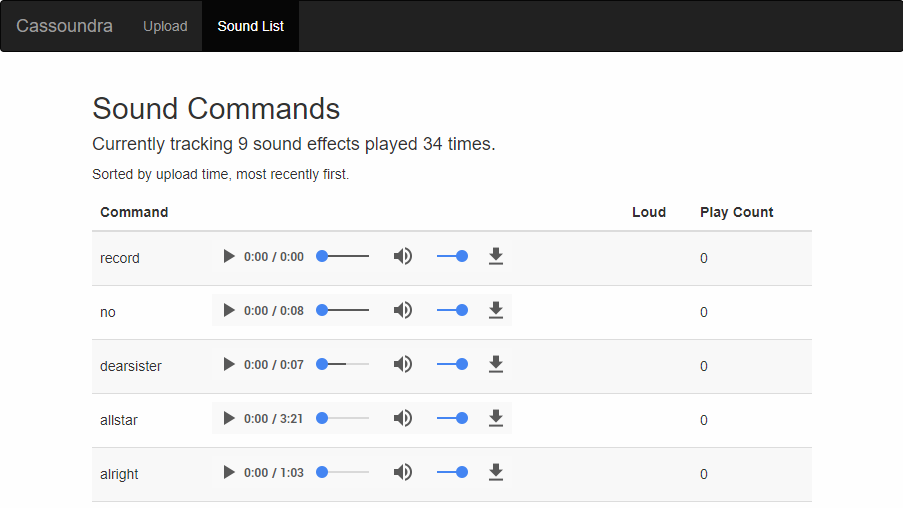 Cassoundra Upload Sound List
Sound Commands
Currently tracking 9 sound effects played 34 times.
Sorted by upload time, most recently first.
Command Loud Play Count
record 0:00 / 0:00 0
no 0:00 / 0:08 0
dearsister 0:00 / 0:07 0
allstar 0:00 / 3:21 0
alright 0:00 / 1:03 0